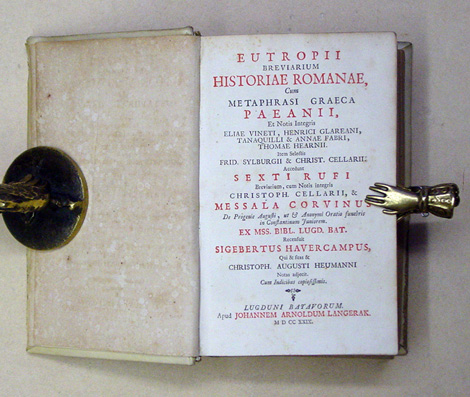 EUTROPII
BREVIARIUM
HISTORIAE ROMANAE,
Cum
METAPHRASI GRAECA
PAEANII,
Et Notis Integris
ELIAE VINETI, HENRICI GLAREANI,
TANAQUILLI & ANNAE FABRI,
THOMAE HEARNII.
Item Selectis
FRID. SYLBURGII & CHRIST. CELLARII.
Accedunt
SEXTI RUFI
Breviarium, cum Notis integris
CHRISTOPH. CELLARII, &
MESSALA CORVINUS
De Progenie Augusti, ut & Anonymi Oratio funebris
in Constantinum Juniorem.
EX MSS. BIBL. LUGD. BAT.
Recensuit
SIGEBERTUS HAVERCAMPUS,
Qui & suas &
CHRISTOPH. AUGUSTI HEUMANNI
Notas adjecit.
Cum Indicibus copiosissimis.
LUGDUNI BATAVORUM.
Apud JOHANNEM ARNOLDUM LANGERAK.
M D CC XXIX.